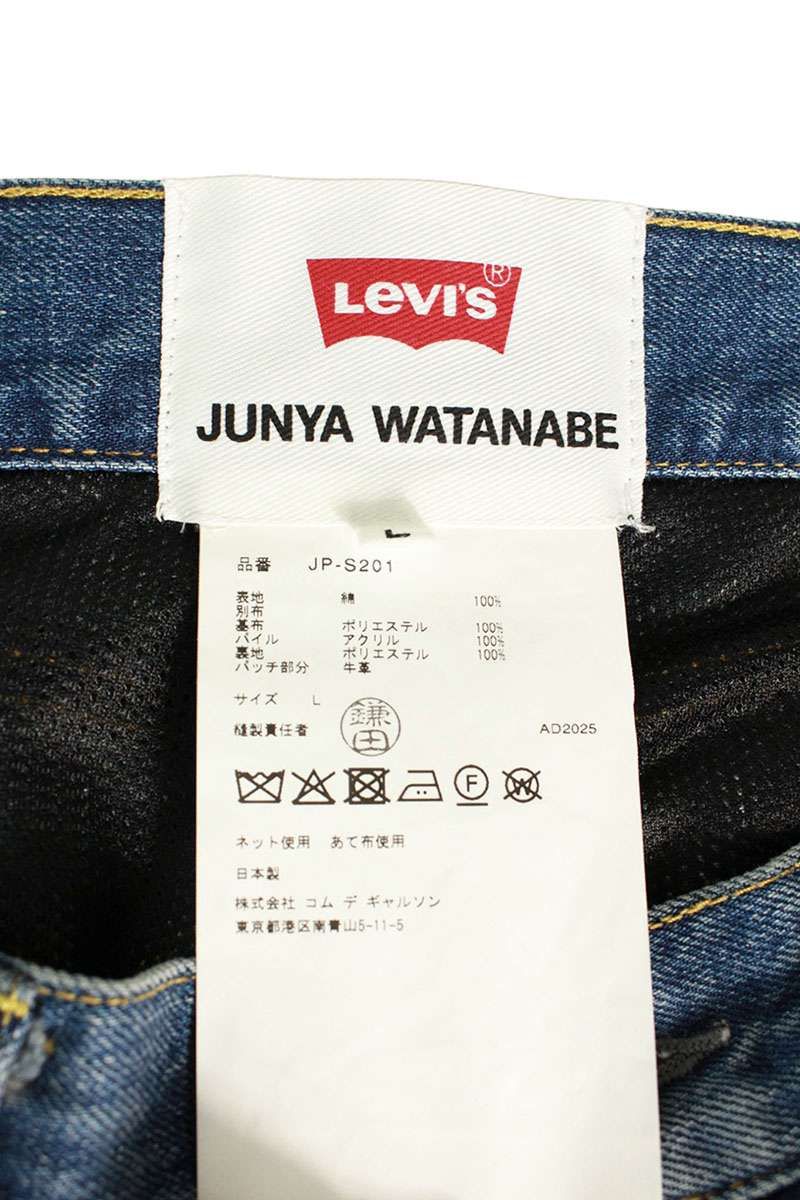 LEVI'S®
JUNYA WATANABE
L
品番 JP-S201
表地 綿 100%
別布
基布 ポリエステル 100%
パイル アクリル 100%
裏地 ポリエステル 100%
パッチ部分 牛革
サイズ L
縫製責任者 鎌田 AD2025
F W
ネット使用 あて布使用
日本製
株式会社 コム デ ギャルソン
東京都港区南青山5-11-5